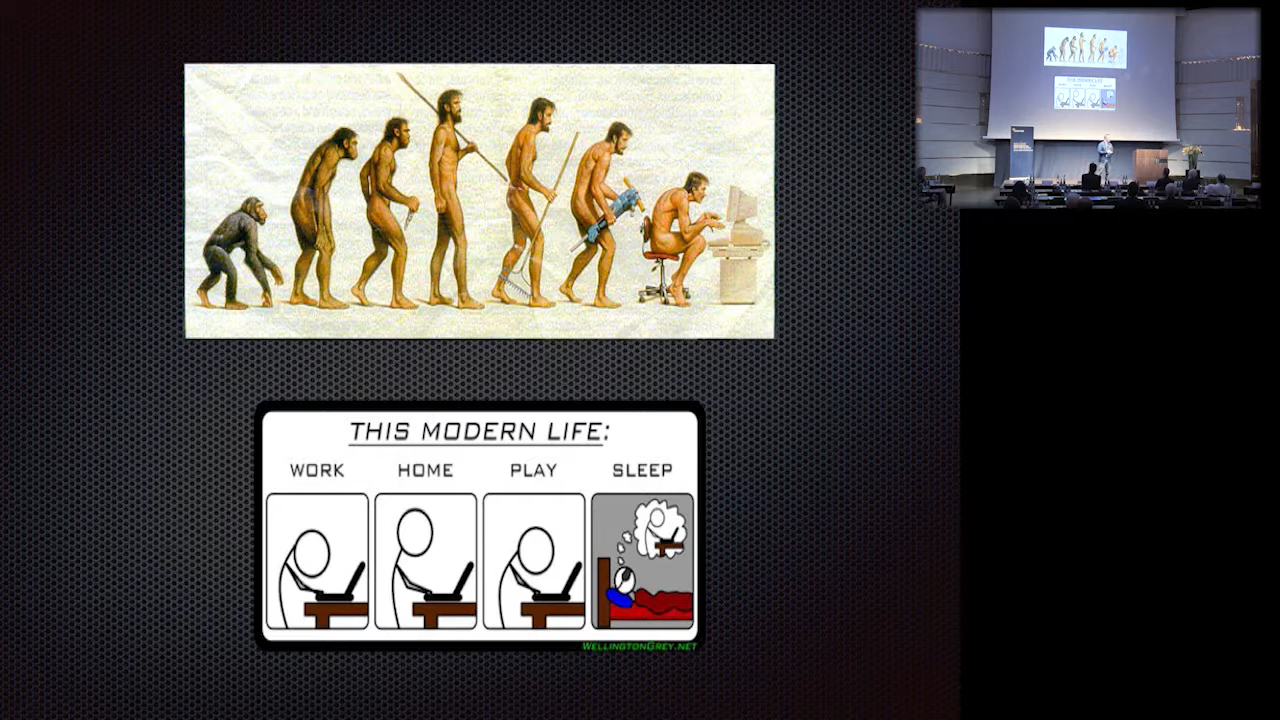 THIS MODERN LIFE:
WORK HOME PLAY SLEEP
WELLINGTONGREY.NET